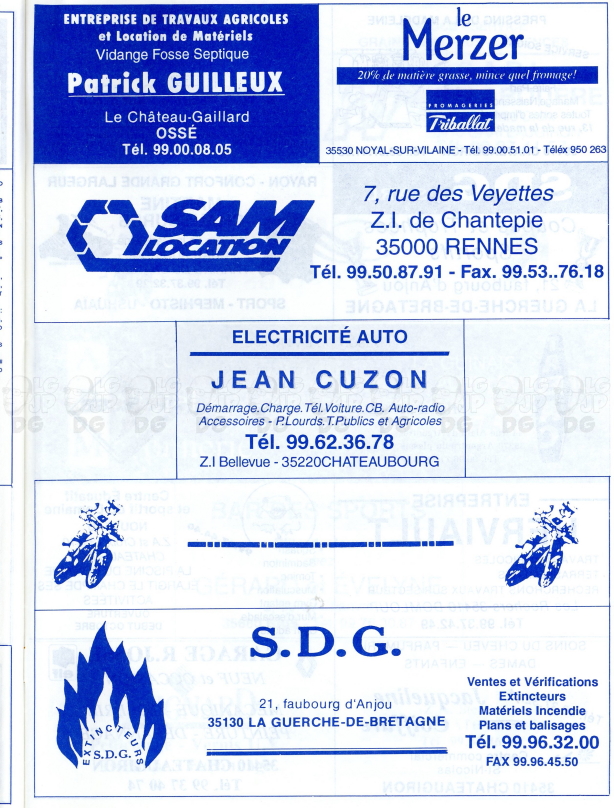 ENTREPRISE DE TRAVAUX AGRICOLES
et Location de Matériels
Vidange Fosse Septique
Patrick GUILLEUX
Le Château-Gaillard
OSSÉ
Tél. 99.00.08.05
le
Merzer
20% de matière grasse, mince quel fromage!
FROMAGERIES
Triballat
35530 NOYAL-SUR-VILAINE - Tél. 99.00.51.01 - Téléx 950 263
SAM
LOCATION
7, rue des Veyettes
Z.I. de Chantepie
35000 RENNES
Tél. 99.50.87.91 - Fax. 99.53..76.18
ELECTRICITÉ AUTO
JEAN CUZON
Démarrage.Charge.Tél.Voiture.CB. Auto-radio
Accessoires - P.Lourds.T.Publics et Agricoles
Tél. 99.62.36.78
Z.I Bellevue - 35220CHATEAUBOURG
S.D.G.
21, faubourg d'Anjou
35130 LA GUERCHE-DE-BRETAGNE
EXTINCTEURS
S.D.G.
Ventes et Vérifications
Extincteurs
Matériels Incendie
Plans et balisages
Tél. 99.96.32.00
FAX 99.96.45.50